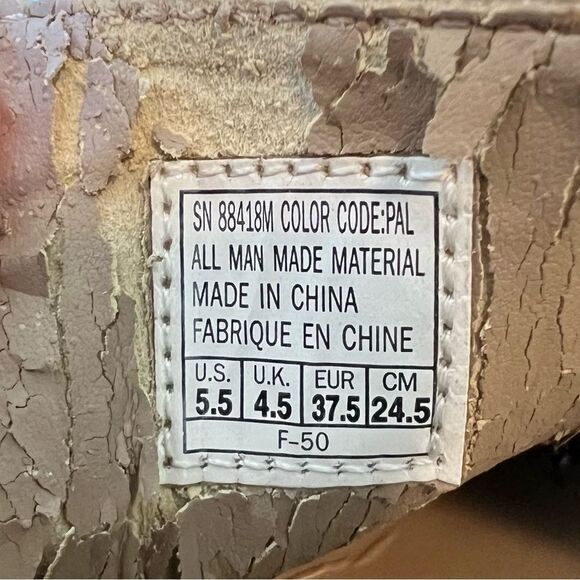 SN 88418M COLOR CODE:PAL
ALL MAN MADE MATERIAL
MADE IN CHINA
FABRIQUE EN CHINE
U.S. U.K. EUR CM
5.5 4.5 37.5 24.5
F-50